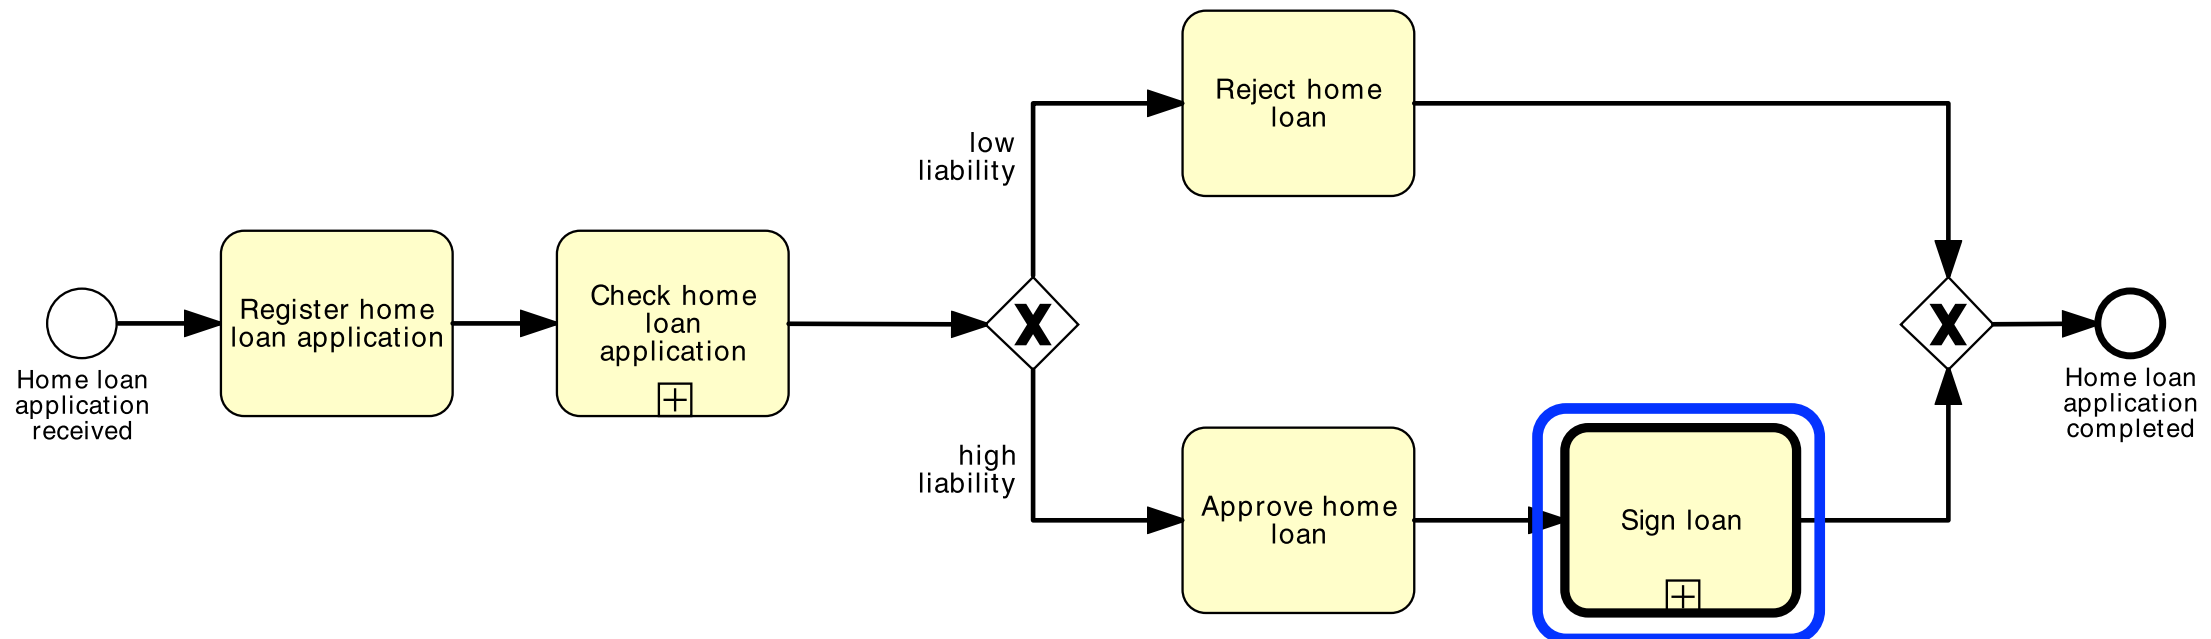 Home loan
application
received
Register home
loan application
Check home
loan
application
X
low
liability
high
liability
Reject home
loan
Approve home
loan
Sign loan
X
Home loan
application
completed